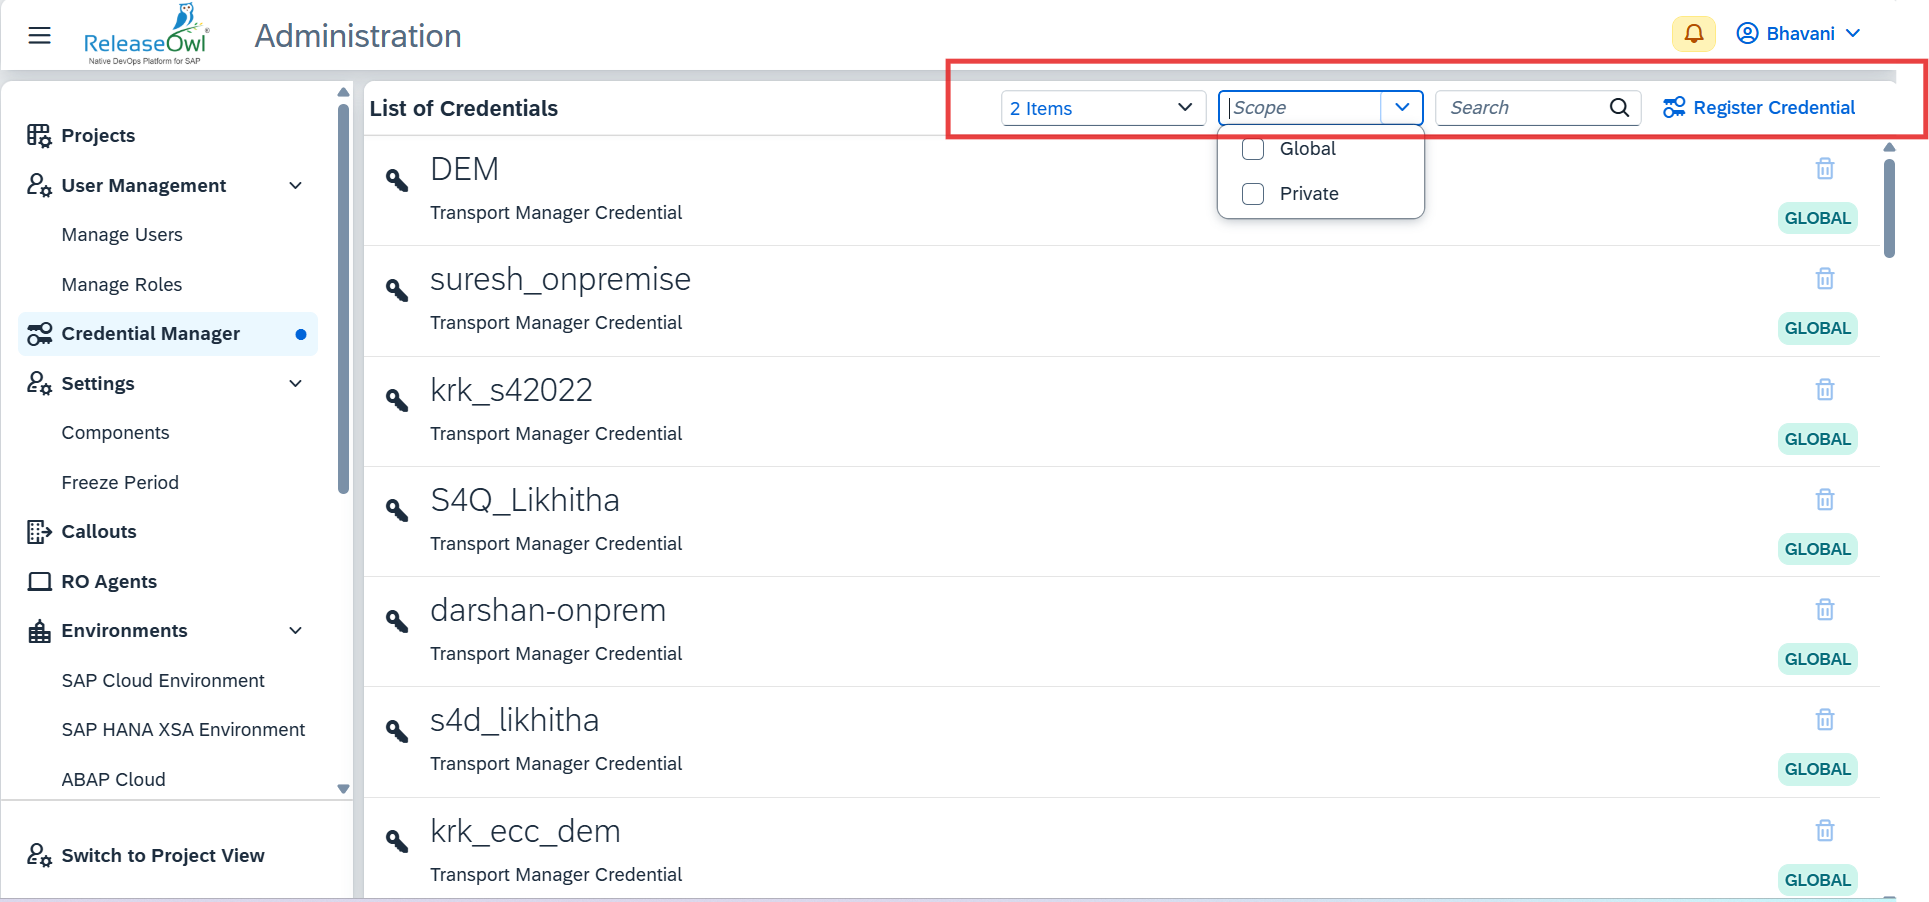 ReleaseOwl
Native DevOps Platform for SAP
Administration
Bhavani
Projects
User Management
Manage Users
Manage Roles
Credential Manager
Settings
Components
Freeze Period
Callouts
RO Agents
Environments
SAP Cloud Environment
SAP HANA XSA Environment
ABAP Cloud
Switch to Project View
List of Credentials
2 Items
Scope
Search
Register Credential
Global
Private
DEM
Transport Manager Credential
GLOBAL
suresh_onpremise
Transport Manager Credential
GLOBAL
krk_s42022
Transport Manager Credential
GLOBAL
S4Q_Likhitha
Transport Manager Credential
GLOBAL
darshan-onprem
Transport Manager Credential
GLOBAL
s4d_likhitha
Transport Manager Credential
GLOBAL
krk_ecc_dem
Transport Manager Credential
GLOBAL